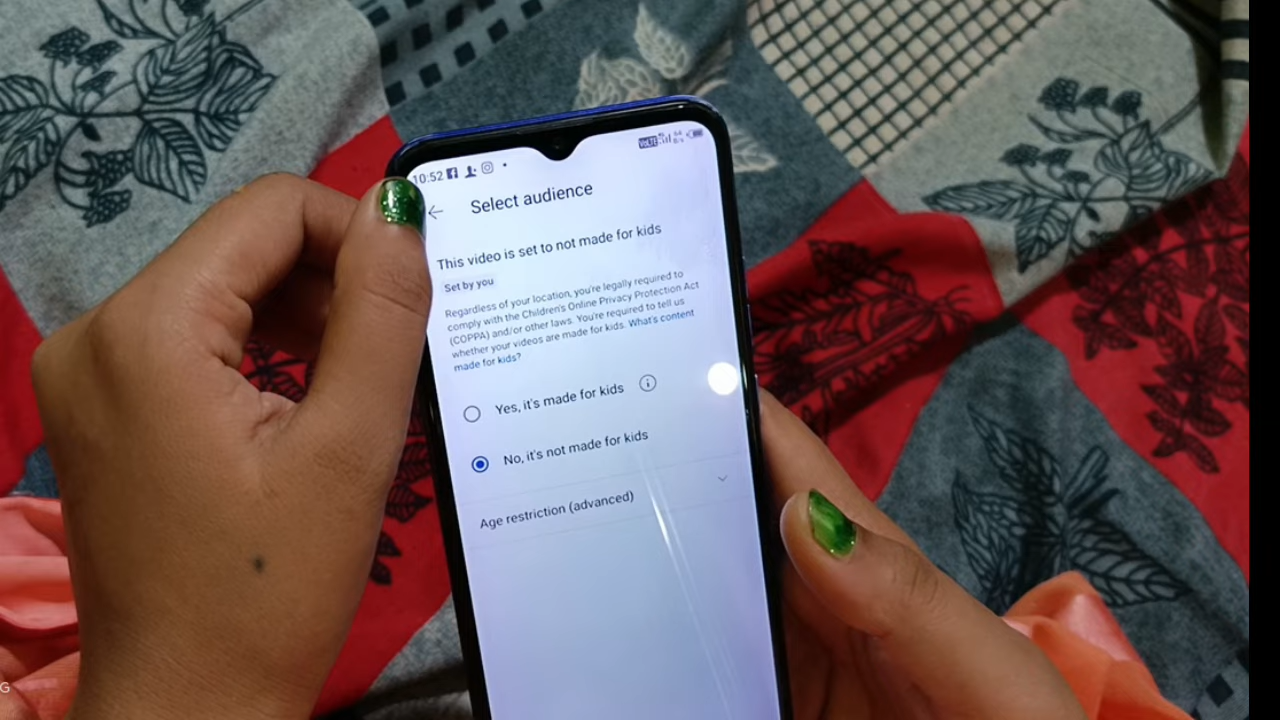 10:52
Select audience
This video is set to not made for kids
Set by you
Regardless of your location, you're legally required to
comply with the Children's Online Privacy Protection Act
(COPPA) and/or other laws. You're required to tell us
whether your videos are made for kids. What's content
made for kids?
Yes, it's made for kids
No, it's not made for kids
Age restriction (advanced)
G